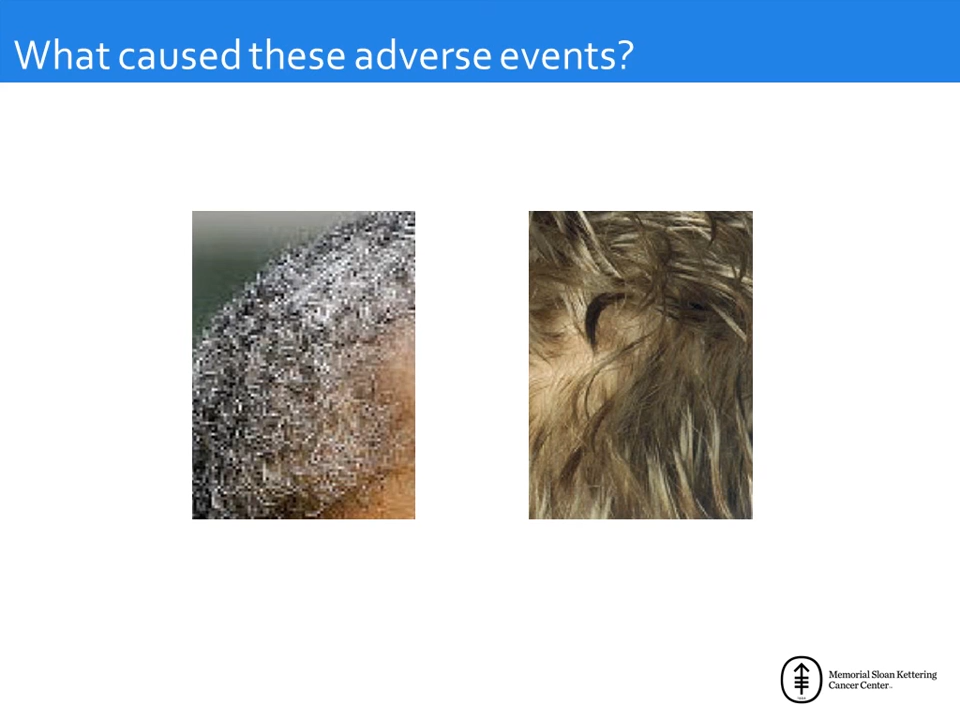 What caused these adverse events?
Memorial Sloan Kettering
Cancer Center